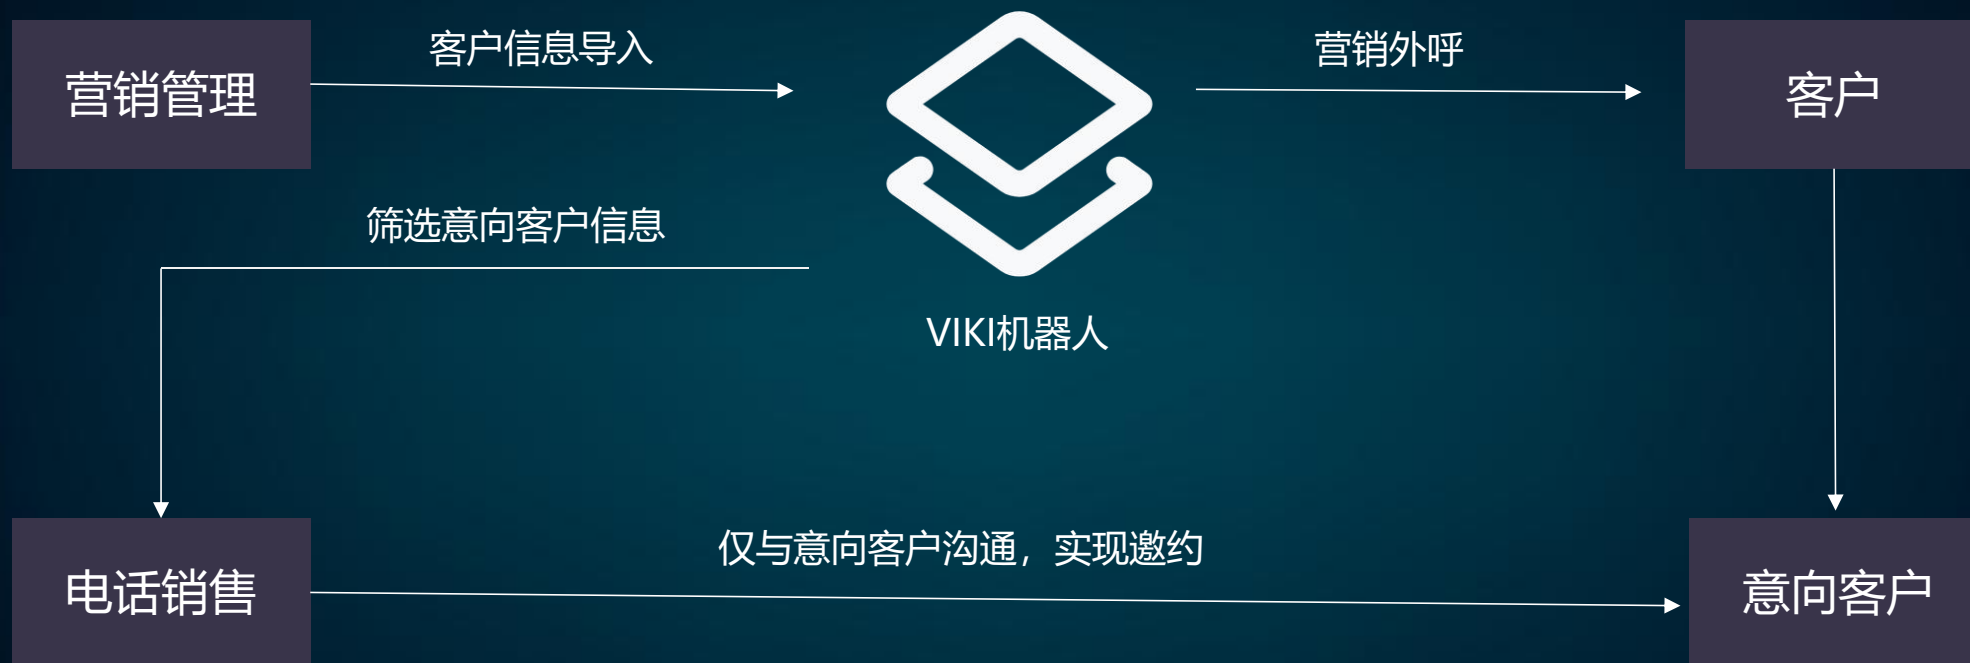 营销管理
客户信息导入
营销外呼
客户
筛选意向客户信息
VIKI机器人
电话销售
仅与意向客户沟通，实现邀约
意向客户